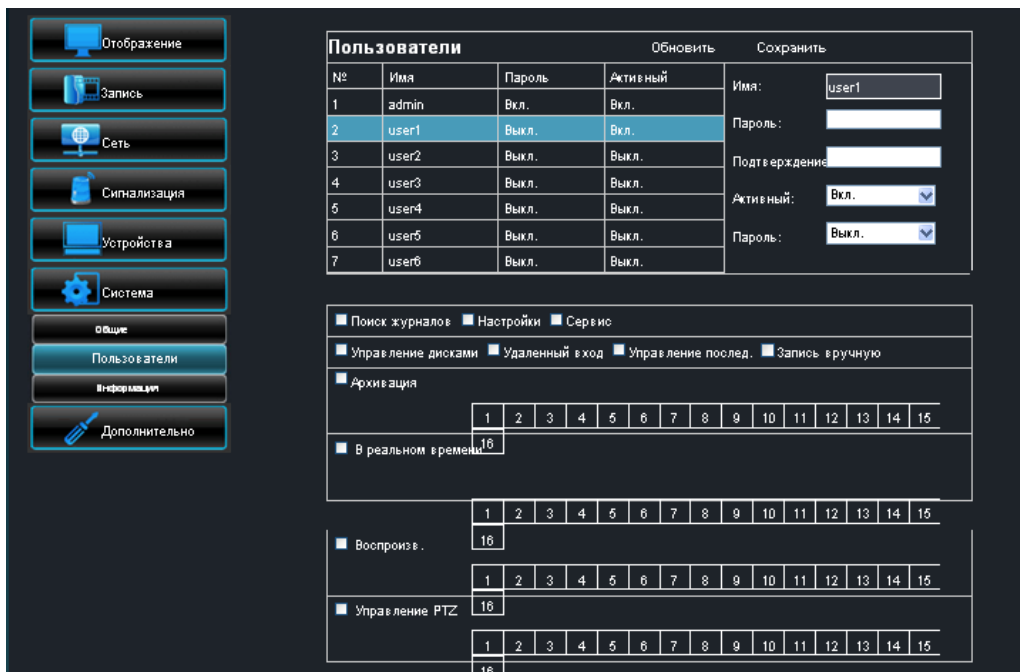 Отображение
Запись
Сеть
Сигнализация
Устройства
Система
Общие
Пользователи
Информация
Дополнительно
Пользователи Обновить Сохранить
№ Имя Пароль Активный
1 admin Вкл. Вкл.
2 user1 Выкл. Вкл.
3 user2 Выкл. Выкл.
4 user3 Выкл. Выкл.
5 user4 Выкл. Выкл.
6 user5 Выкл. Выкл.
7 user6 Выкл. Выкл.
Имя: user1
Пароль:
Подтверждение
Активный: Вкл.
Пароль: Выкл.
Поиск журналов Настройки Сервис
Управление дисками Удаленный вход Управление послед. Запись вручную
Архивация
1 2 3 4 5 6 7 8 9 10 11 12 13 14 15
16
В реальном времени
1 2 3 4 5 6 7 8 9 10 11 12 13 14 15
16
Воспроизв.
1 2 3 4 5 6 7 8 9 10 11 12 13 14 15
16
Управление PTZ
1 2 3 4 5 6 7 8 9 10 11 12 13 14 15
16